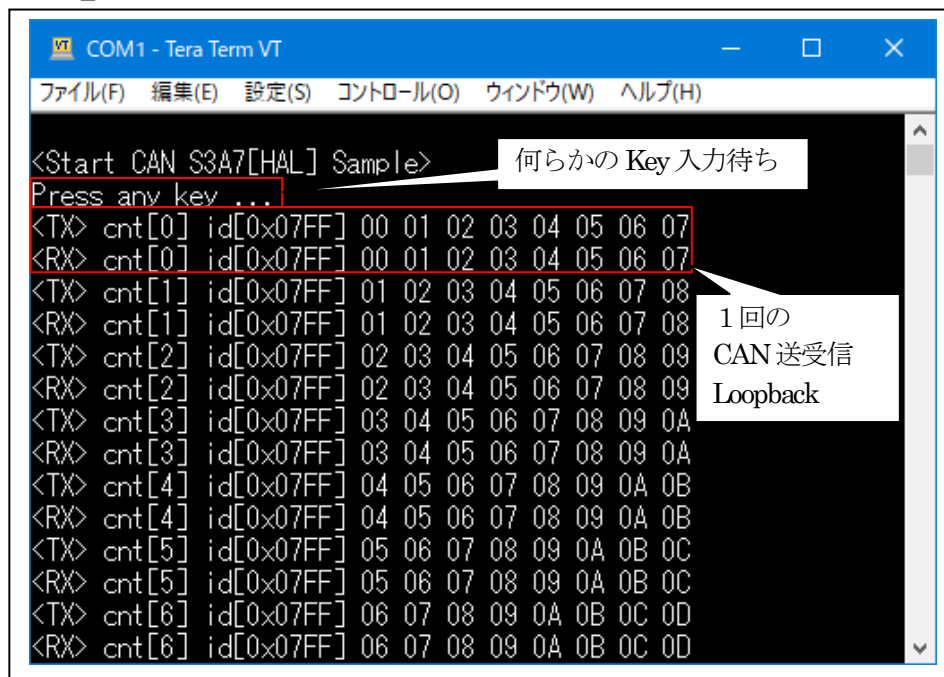 COM1 - Tera Term VT
ファイル(F) 編集(E) 設定(S) コントロール(O) ウィンドウ(W) ヘルプ(H)
<Start CAN S3A7[HAL] Sample>
何らかの Key 入力待ち
Press any key ...
<TX> cnt[0] id[0x07FF] 00 01 02 03 04 05 06 07
<RX> cnt[0] id[0x07FF] 00 01 02 03 04 05 06 07
<TX> cnt[1] id[0x07FF] 01 02 03 04 05 06 07 08
<RX> cnt[1] id[0x07FF] 01 02 03 04 05 06 07 08
<TX> cnt[2] id[0x07FF] 02 03 04 05 06 07 08 09
<RX> cnt[2] id[0x07FF] 02 03 04 05 06 07 08 09
<TX> cnt[3] id[0x07FF] 03 04 05 06 07 08 09 0A
<RX> cnt[3] id[0x07FF] 03 04 05 06 07 08 09 0A
<TX> cnt[4] id[0x07FF] 04 05 06 07 08 09 0A 0B
<RX> cnt[4] id[0x07FF] 04 05 06 07 08 09 0A 0B
<TX> cnt[5] id[0x07FF] 05 06 07 08 09 0A 0B 0C
<RX> cnt[5] id[0x07FF] 05 06 07 08 09 0A 0B 0C
<TX> cnt[6] id[0x07FF] 06 07 08 09 0A 0B 0C 0D
<RX> cnt[6] id[0x07FF] 06 07 08 09 0A 0B 0C 0D
１回の
CAN 送受信
Loopback